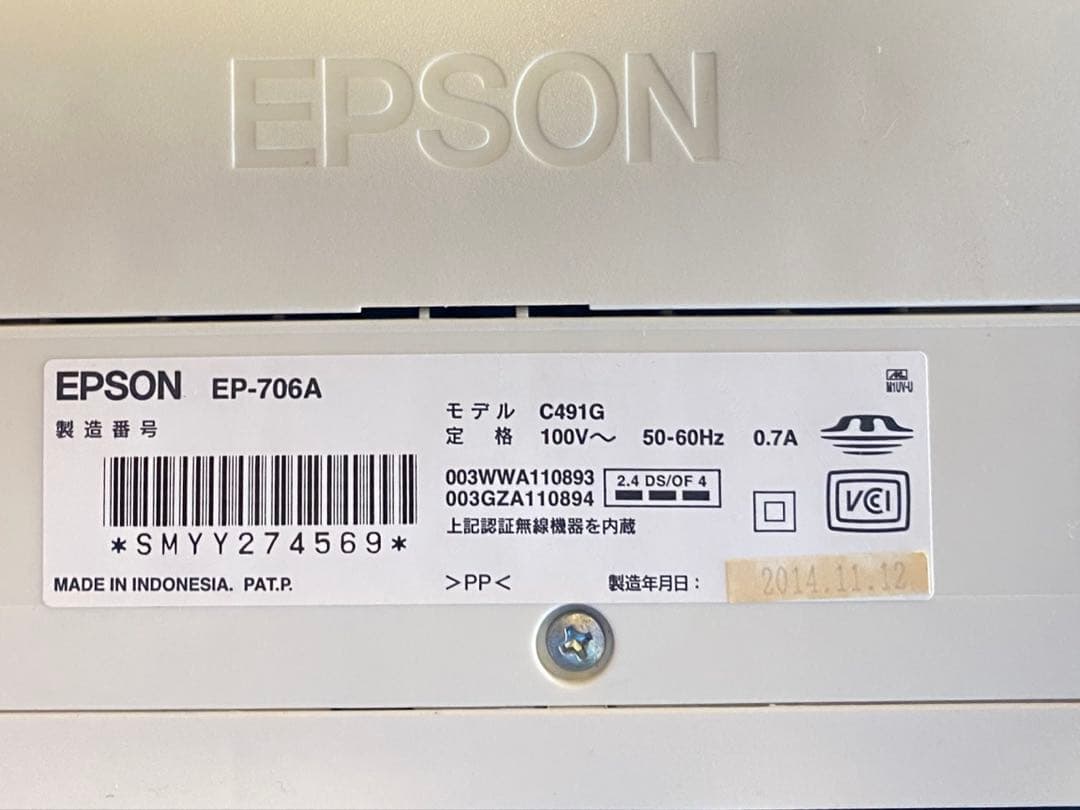 EPSON
EPSON EP-706A
製造番号
モデル C491G
定格 100V～ 50-60Hz 0.7A
003WWA110893
003GZA110894
2.4 DS/OF 4
上記認証無線機器を内蔵
*SMYY274569*
MADE IN INDONESIA. PAT.P.
>PP<
製造年月日：
2014.11.12
M1UV-U
VCCI